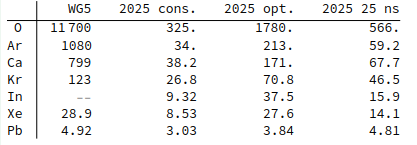 WG5 2025 cons. 2025 opt. 2025 25 ns
O 11700 325. 1780. 566.
Ar 1080 34. 213. 59.2
Ca 799 38.2 171. 67.7
Kr 123 26.8 70.8 46.5
In -- 9.32 37.5 15.9
Xe 28.9 8.53 27.6 14.1
Pb 4.92 3.03 3.84 4.81